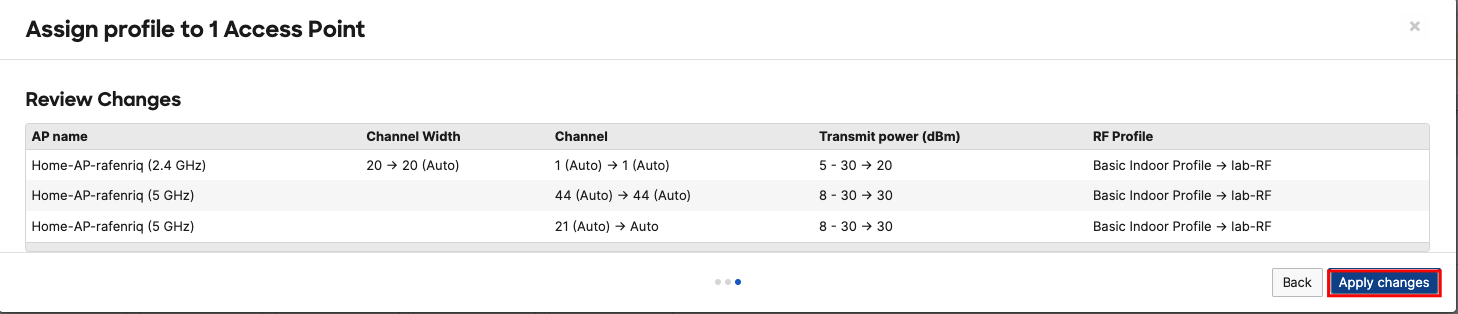 Assign profile to 1 Access Point ×
Review Changes
AP name Channel Width Channel Transmit power (dBm) RF Profile
Home-AP-rafenriq (2.4 GHz) 20 → 20 (Auto) 1 (Auto) → 1 (Auto) 5 - 30 → 20 Basic Indoor Profile → lab-RF
Home-AP-rafenriq (5 GHz) 44 (Auto) → 44 (Auto) 8 - 30 → 30 Basic Indoor Profile → lab-RF
Home-AP-rafenriq (5 GHz) 21 (Auto) → Auto 8 - 30 → 30 Basic Indoor Profile → lab-RF
Back Apply changes